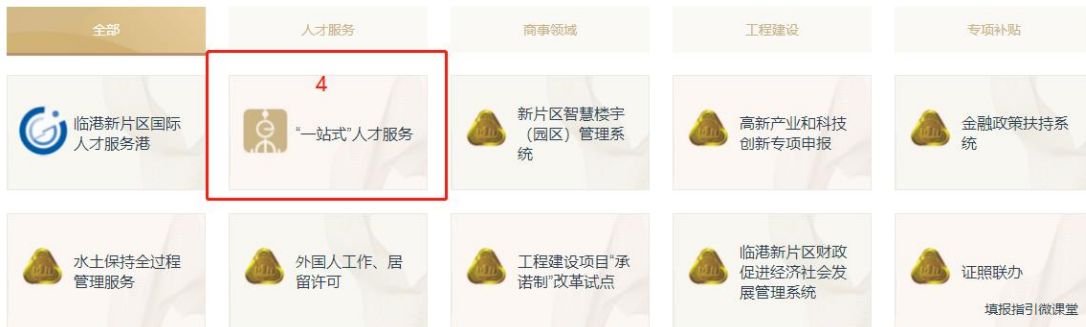 全部
人才服务
商事领域
工程建设
专项补贴
4
临港新片区国际
人才服务港
“一站式”人才服务
新片区智慧楼宇
（园区）管理系
统
高新产业和科技
创新专项申报
金融政策扶持系
统
水土保持全过程
管理服务
外国人工作、居
留许可
工程建设项目“承
诺制”改革试点
临港新片区财政
促进经济社会发
展管理系统
证照联办
填报指引微课堂